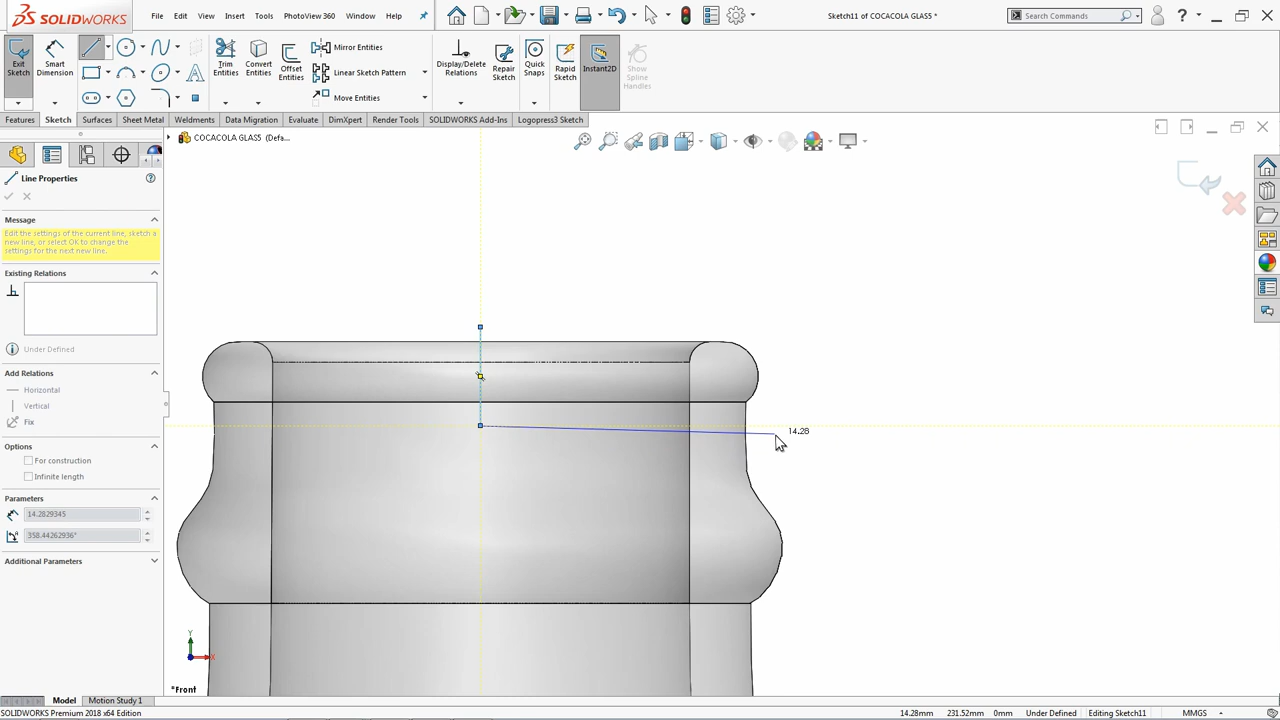 SOLIDWORKS
File Edit View Insert Tools PhotoView 360 Window Help
Sketch11 of COCACOLA GLASS *
Search Commands
Exit Sketch
Smart Dimension
Trim Entities
Convert Entities
Offset Entities
Mirror Entities
Linear Sketch Pattern
Move Entities
Display/Delete Relations
Repair Sketch
Quick Snaps
Rapid Sketch
Instant2D
Show Spline Handles
Features Sketch Surfaces Sheet Metal Weldments Data Migration Evaluate DimXpert Render Tools SOLIDWORKS Add-Ins Logopress3 Sketch
COCACOLA GLAS5 (Defa...
Line Properties
Message
Edit the settings of the current line, sketch a
new line, or select OK to change the
settings for the next new line.
Existing Relations
Under Defined
Add Relations
Horizontal
Vertical
Fix
Options
For construction
Infinite length
Parameters
14.2829345
358.44262936°
Additional Parameters
14.28
Y
X
*Front
Model Motion Study 1
SOLIDWORKS Premium 2018 x64 Edition
14.28mm 231.52mm 0mm Under Defined Editing Sketch11 MMGS